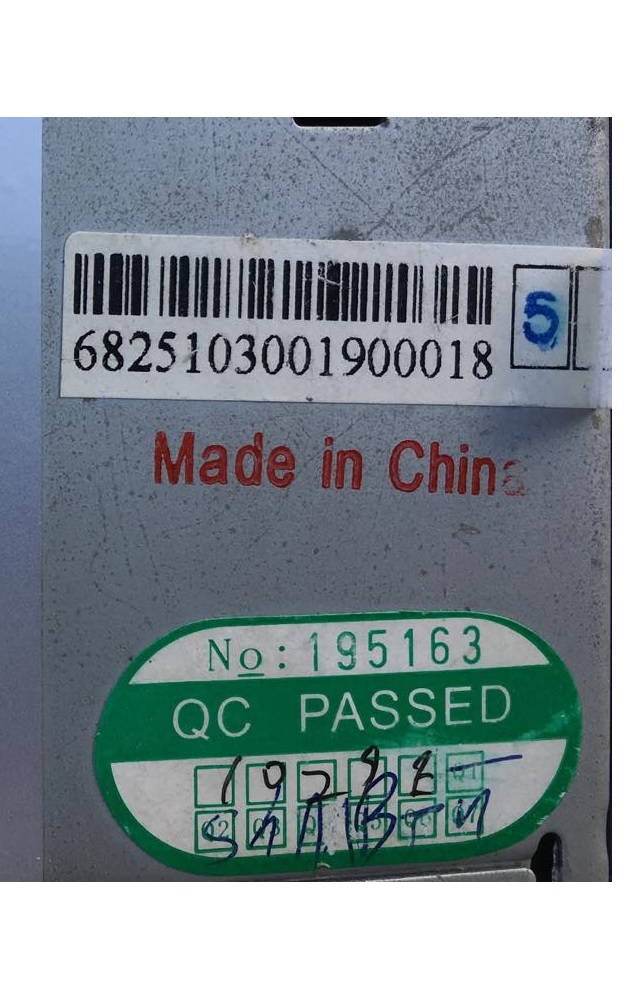 6825103001900018
5
Made in China
No: 195163
QC PASSED